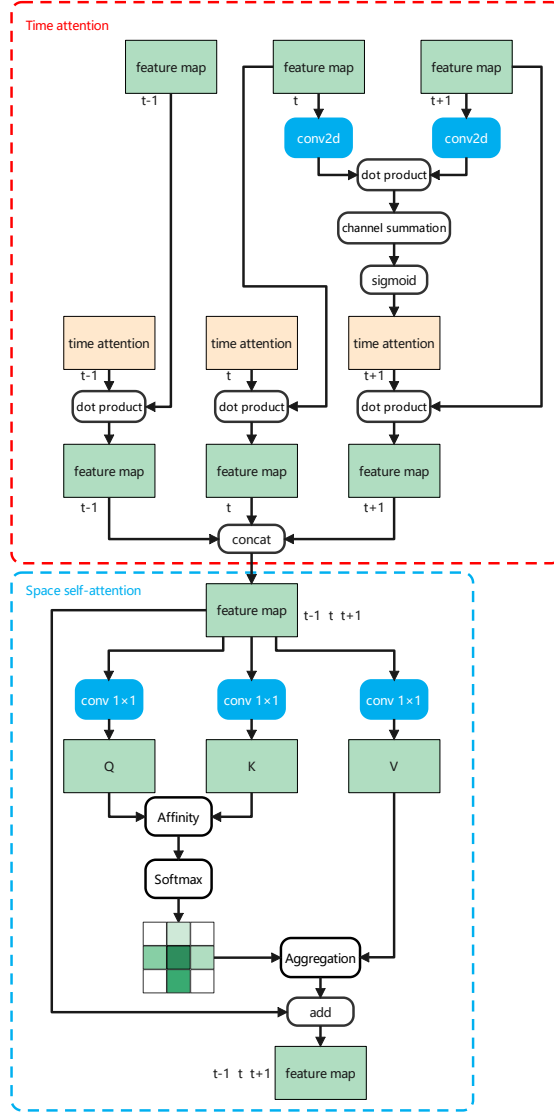 Time attention
feature map
feature map
feature map
t-1
t
t+1
conv2d
conv2d
dot product
channel summation
sigmoid
time attention
time attention
time attention
t-1
t
t+1
dot product
dot product
dot product
feature map
feature map
feature map
t-1
t
t+1
concat
Space self-attention
feature map
t-1 t t+1
conv 1×1
conv 1×1
conv 1×1
Q
K
V
Affinity
Softmax
Aggregation
add
t-1 t t+1
feature map